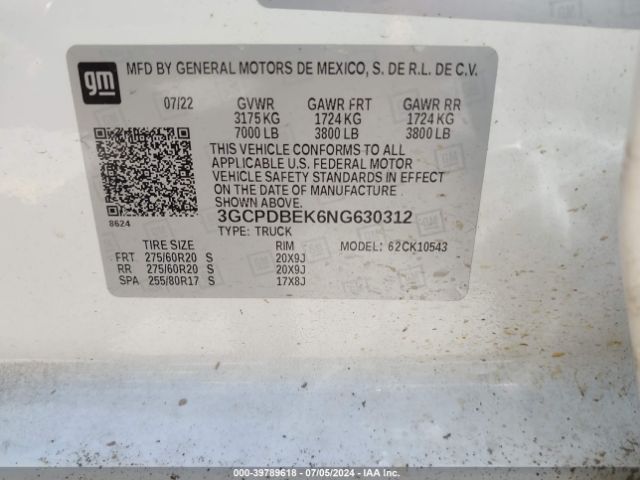 gm
MFD BY GENERAL MOTORS DE MEXICO, S. DE R.L. DE C.V.
07/22 GVWR GAWR FRT GAWR RR
3175 KG 1724 KG 1724 KG
7000 LB 3800 LB 3800 LB
THIS VEHICLE CONFORMS TO ALL
APPLICABLE U.S. FEDERAL MOTOR
VEHICLE SAFETY STANDARDS IN EFFECT
ON THE DATE OF MANUFACTURE
SHOWN ABOVE
8624 3GCPDBEK6NG630312
TYPE: TRUCK
TIRE SIZE RIM MODEL: 62CK10543
FRT 275/60R20 S 20X9J
RR 275/60R20 S 20X9J
SPA 255/80R17 S 17X8J
000-39789618 - 07/05/2024 - IAA Inc.